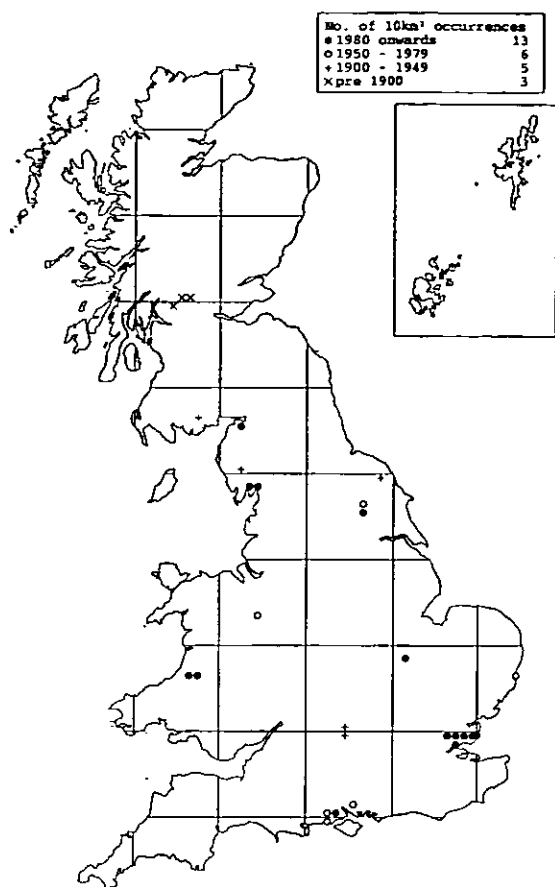 No. of 10km² occurrences
● 1980 onwards 13
○ 1950 - 1979 6
+ 1900 - 1949 5
× pre 1900 3